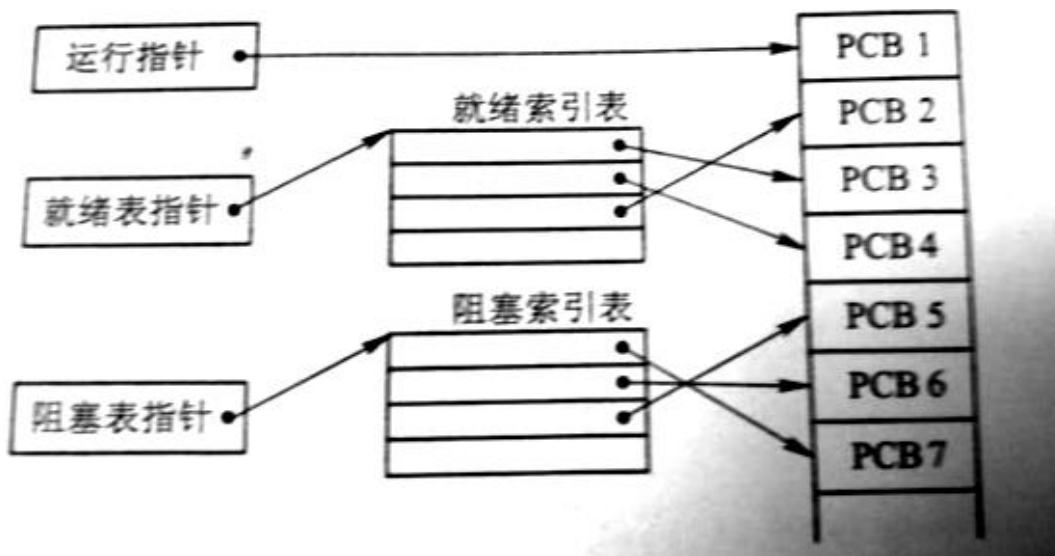 运行指针
就绪索引表
就绪表指针
阻塞索引表
阻塞表指针
PCB 1
PCB 2
PCB 3
PCB 4
PCB 5
PCB 6
PCB 7